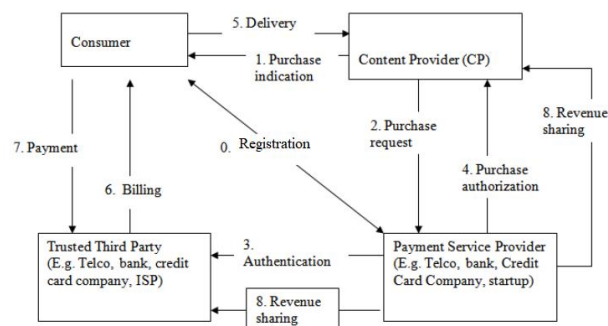 5. Delivery
Consumer
1. Purchase
indication
Content Provider (CP)
8. Revenue
sharing
7. Payment
0. Registration
2. Purchase
request
4. Purchase
authorization
6. Billing
Trusted Third Party
(E.g. Telco, bank, credit
card company, ISP)
3.
Authentication
Payment Service Provider
(E.g. Telco, bank, Credit
Card Company, startup)
8. Revenue
sharing